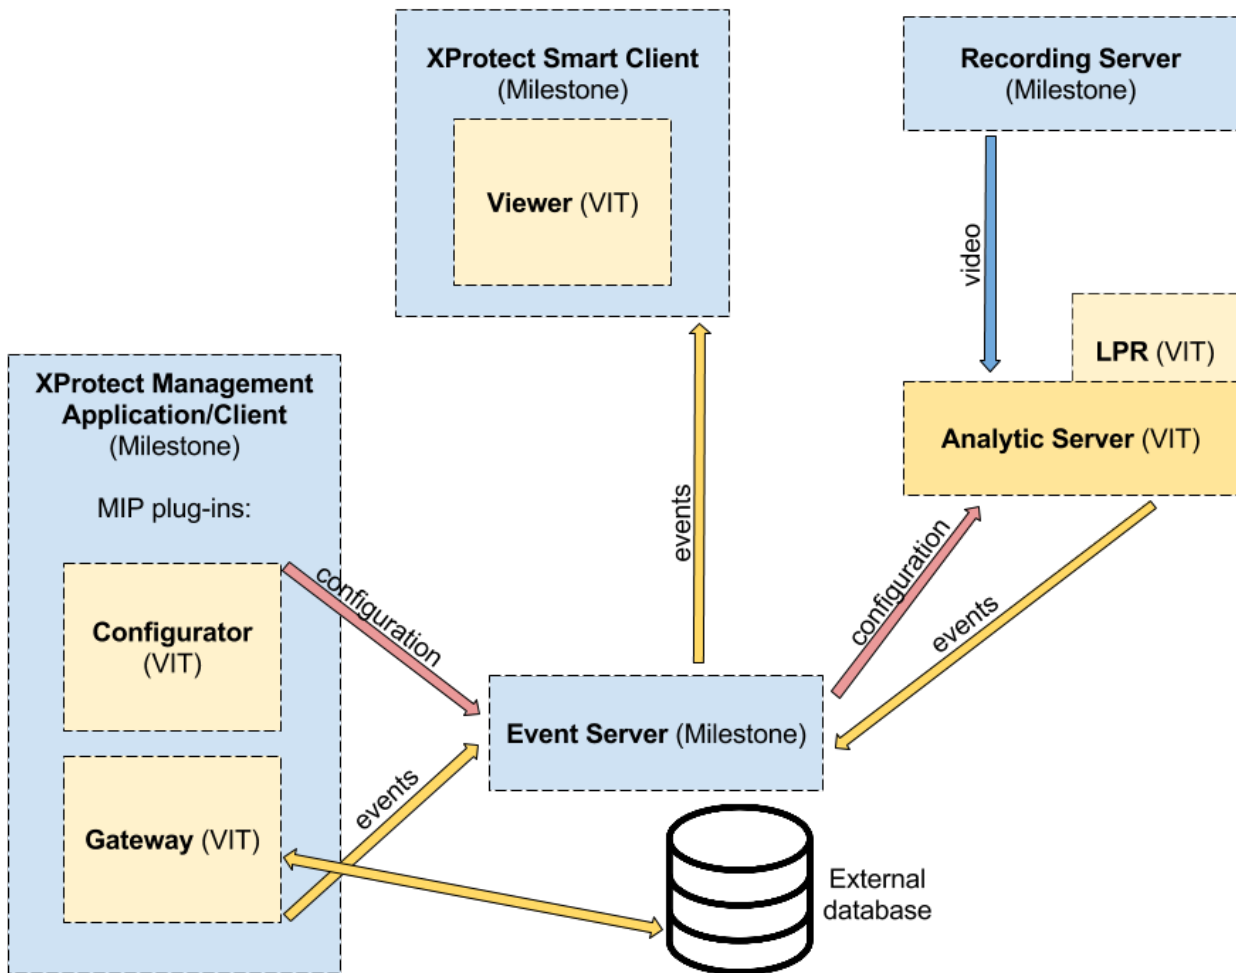 XProtect Smart Client
(Milestone)
Viewer (VIT)
Recording Server
(Milestone)
video
LPR (VIT)
Analytic Server (VIT)
XProtect Management
Application/Client
(Milestone)
MIP plug-ins:
Configurator
(VIT)
Gateway (VIT)
configuration
events
events
configuration
events
Event Server (Milestone)
External
database